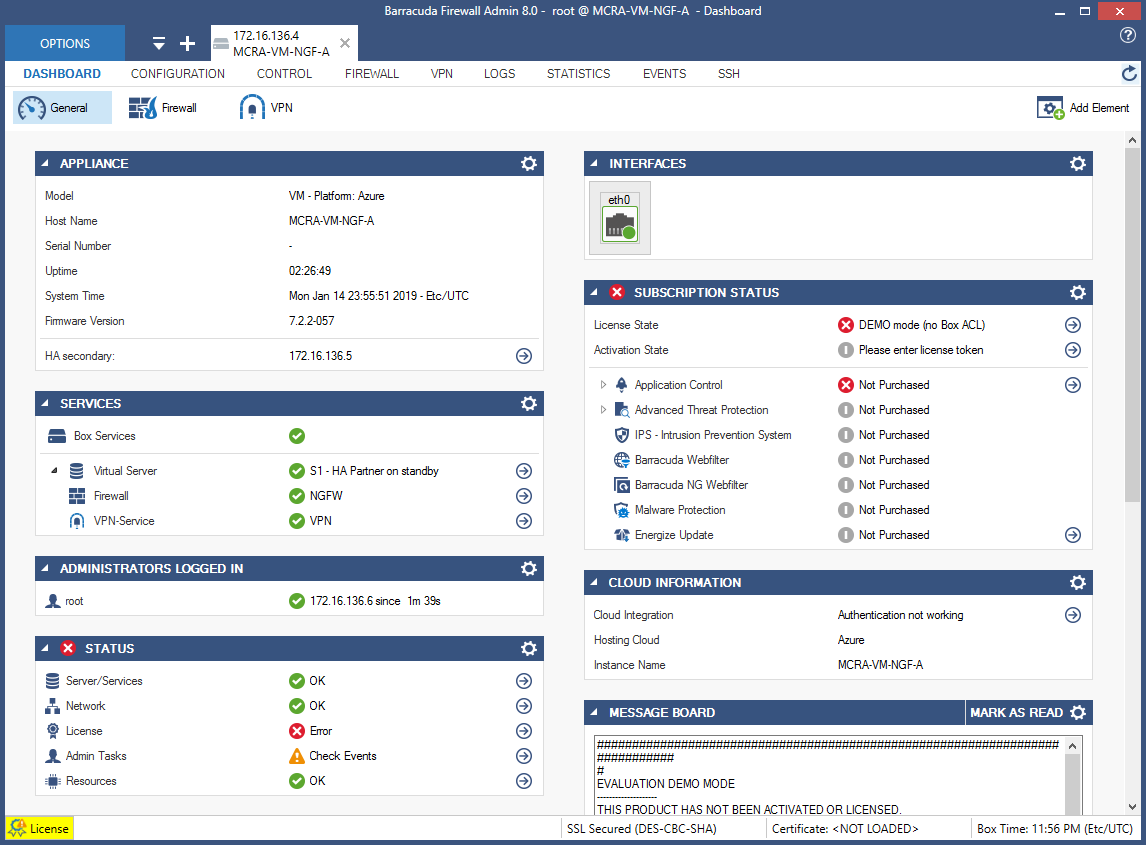 Barracuda Firewall Admin 8.0 - root @ MCRA-VM-NGF-A - Dashboard
OPTIONS
172.16.136.4
MCRA-VM-NGF-A
DASHBOARD CONFIGURATION CONTROL FIREWALL VPN LOGS STATISTICS EVENTS SSH
General Firewall VPN Add Element
APPLIANCE
Model VM - Platform: Azure
Host Name MCRA-VM-NGF-A
Serial Number -
Uptime 02:26:49
System Time Mon Jan 14 23:55:51 2019 - Etc/UTC
Firmware Version 7.2.2-057
HA secondary: 172.16.136.5
SERVICES
Box Services
Virtual Server S1 - HA Partner on standby
Firewall NGFW
VPN-Service VPN
ADMINISTRATORS LOGGED IN
root 172.16.136.6 since 1m 39s
STATUS
Server/Services OK
Network OK
License Error
Admin Tasks Check Events
Resources OK
INTERFACES
eth0
SUBSCRIPTION STATUS
License State DEMO mode (no Box ACL)
Activation State Please enter license token
Application Control Not Purchased
Advanced Threat Protection Not Purchased
IPS - Intrusion Prevention System Not Purchased
Barracuda Webfilter Not Purchased
Barracuda NG Webfilter Not Purchased
Malware Protection Not Purchased
Energize Update Not Purchased
CLOUD INFORMATION
Cloud Integration Authentication not working
Hosting Cloud Azure
Instance Name MCRA-VM-NGF-A
MESSAGE BOARD MARK AS READ
##################################################################
###########
#
EVALUATION DEMO MODE
--------------------
THIS PRODUCT HAS NOT BEEN ACTIVATED OR LICENSED.
License SSL Secured (DES-CBC-SHA) Certificate: <NOT LOADED> Box Time: 11:56 PM (Etc/UTC)